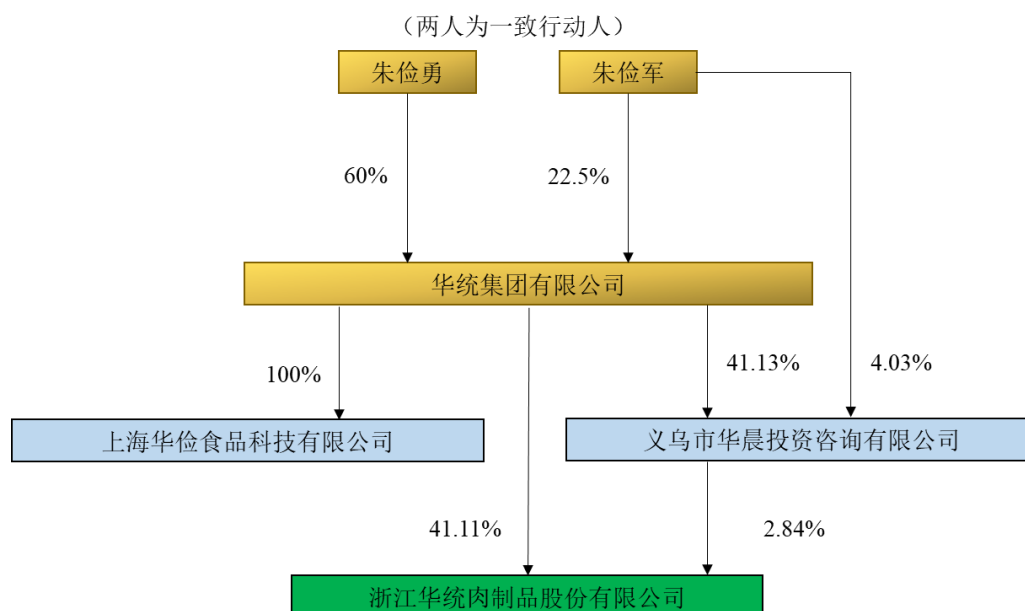 （两人为一致行动人）
朱俭勇
朱俭军
60%
22.5%
华统集团有限公司
100%
41.13%
4.03%
上海华俭食品科技有限公司
义乌市华晨投资咨询有限公司
41.11%
2.84%
浙江华统肉制品股份有限公司